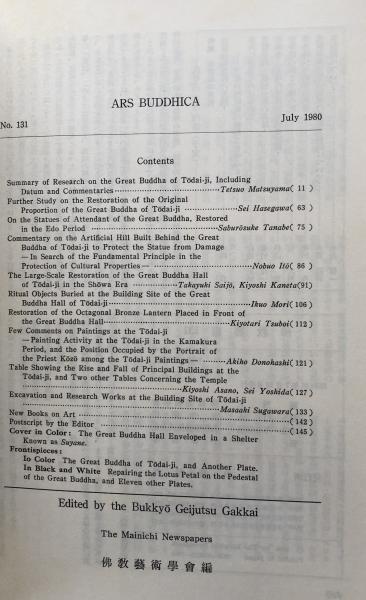 ARS BUDDHICA
No. 131 July 1980
Contents
Summary of Research on the Great Buddha of Tōdai-ji, Including
Datum and Commentaries Tetsuo Matsuyama( 11 )
Further Study on the Restoration of the Original
Proportion of the Great Buddha of Tōdai-ji Sei Hasegawa( 63 )
On the Statues of Attendant of the Great Buddha, Restored
in the Edo Period Saburōsuke Tanabe( 75 )
Commentary on the Artificial Hill Built Behind the Great
Buddha of Tōdai-ji to Protect the Statue from Damage
—In Search of the Fundamental Principle in the
Protection of Cultural Properties— Nobuo Itō( 86 )
The Large-Scale Restoration of the Great Buddha Hall
of Tōdai-ji in the Shōwa Era Takayuki Saijō, Kiyoshi Kaneta(91)
Ritual Objects Buried at the Building Site of the Great
Buddha Hall of Tōdai-ji Ikuo Mori( 106 )
Restoration of the Octagonal Bronze Lantern Placed in Front of
the Great Buddha Hall Kiyotari Tsuboi( 112 )
Few Comments on Paintings at the Tōdai-ji
—Painting Activity at the Tōdai-ji in the Kamakura
Period, and the Position Occupied by the Portrait of
the Priest Kōzō among the Tōdai-ji Paintings— Akiho Donohashi( 121 )
Table Showing the Rise and Fall of Principal Buildings at the
Tōdai-ji, and Two other Tables Concerning the Temple
Kiyoshi Asano, Sei Yoshida( 127 )
Excavation and Research Works at the Building Site of Tōdai-ji
Masaaki Sugawara( 133 )
New Books on Art ( 142 )
Postscript by the Editor ( 145 )
Cover in Color: The Great Buddha Hall Enveloped in a Shelter
Known as Suyane.
Frontispieces:
Io Color The Great Buddha of Tōdai-ji, and Another Plate.
In Black and White Repairing the Lotus Petal on the Pedestal
of the Great Buddha, and Eleven other Plates.
Edited by the Bukkyō Geijutsu Gakkai
The Mainichi Newspapers
佛教藝術學會編